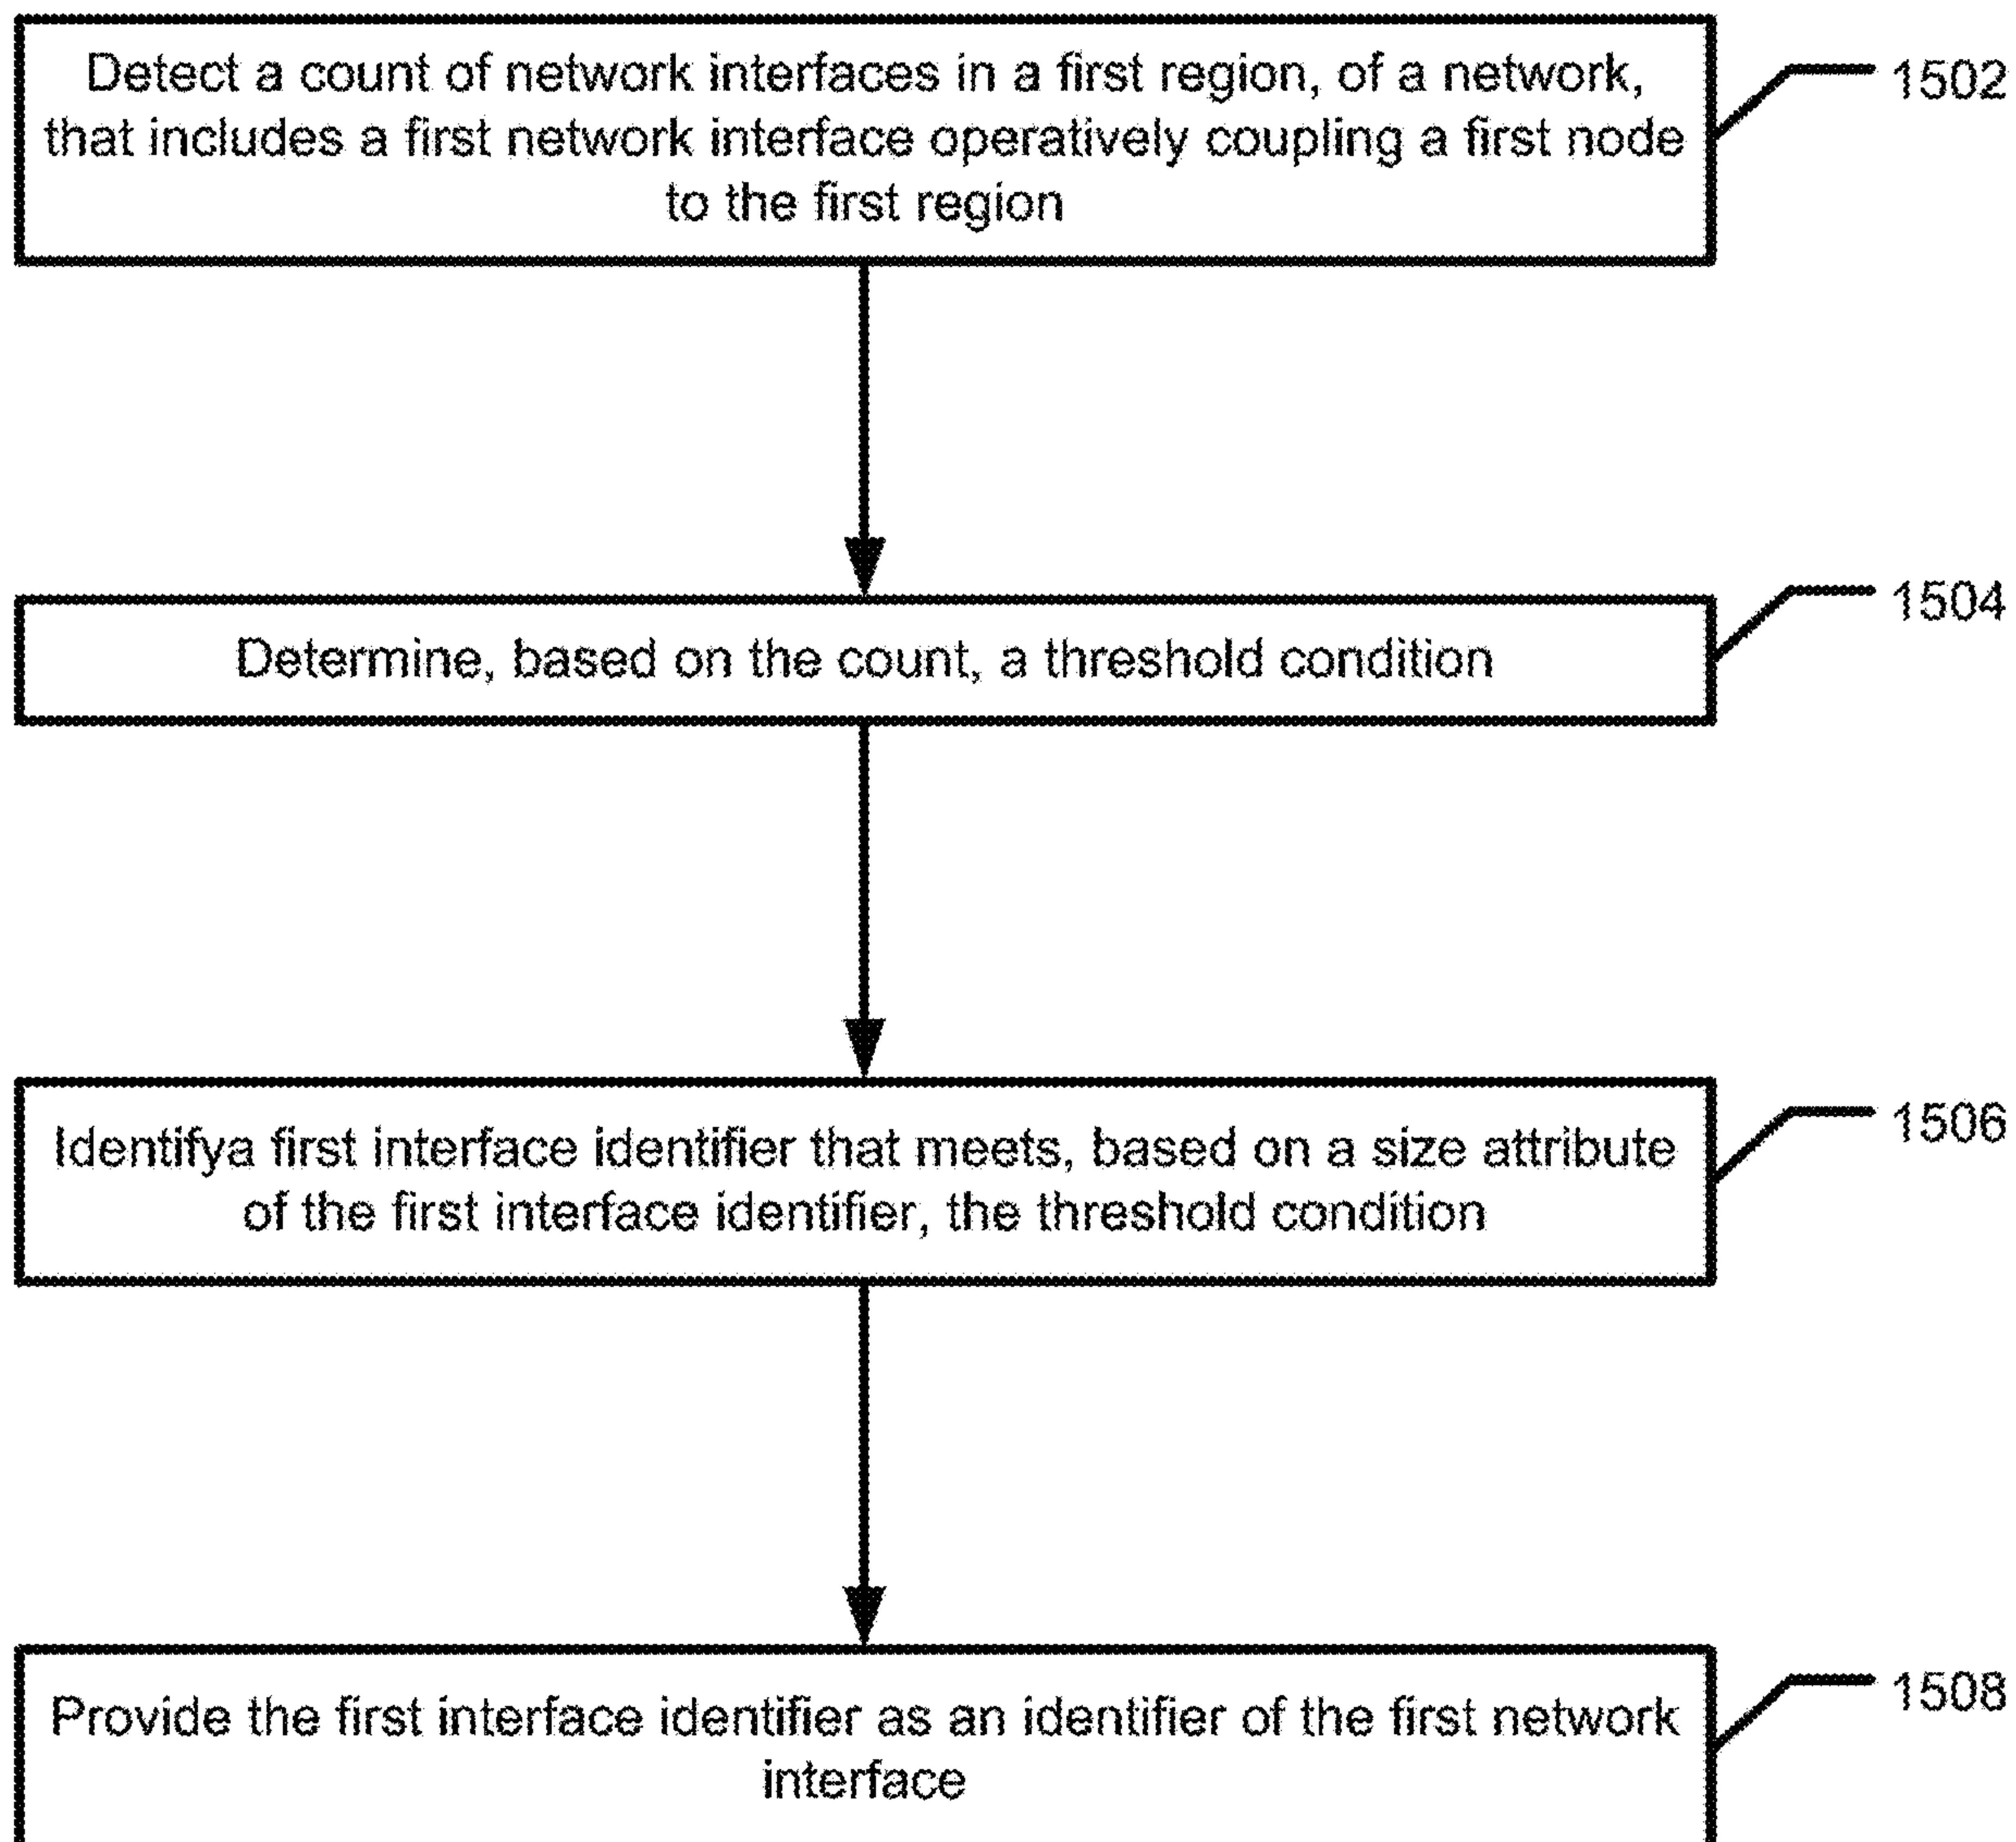 Detect a count of network interfaces in a first region, of a network,
that includes a first network interface operatively coupling a first node
to the first region
1502
Determine, based on the count, a threshold condition
1504
Identifya first interface identifier that meets, based on a size attribute
of the first interface identifier, the threshold condition
1506
Provide the first interface identifier as an identifier of the first network
interface
1508